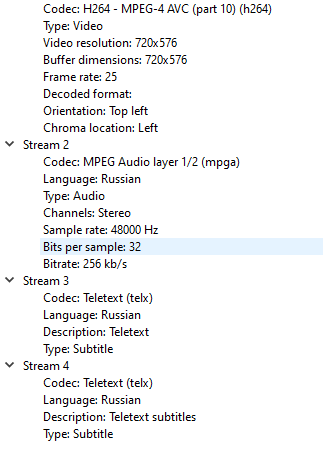 Codec: H264 - MPEG-4 AVC (part 10) (h264)
Type: Video
Video resolution: 720x576
Buffer dimensions: 720x576
Frame rate: 25
Decoded format:
Orientation: Top left
Chroma location: Left
Stream 2
Codec: MPEG Audio layer 1/2 (mpga)
Language: Russian
Type: Audio
Channels: Stereo
Sample rate: 48000 Hz
Bits per sample: 32
Bitrate: 256 kb/s
Stream 3
Codec: Teletext (telx)
Language: Russian
Description: Teletext
Type: Subtitle
Stream 4
Codec: Teletext (telx)
Language: Russian
Description: Teletext subtitles
Type: Subtitle